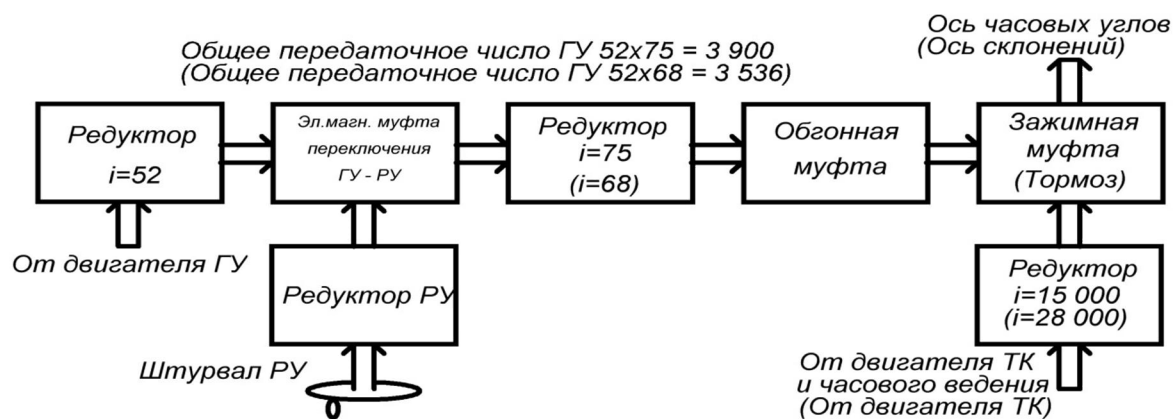 Общее передаточное число ГУ 52х75 = 3 900
(Общее передаточное число ГУ 52х68 = 3 536)
Ось часовых углов
(Ось склонений)
Редуктор
i=52
Эл.магн. муфта
переключения
ГУ - РУ
Редуктор
i=75
(i=68)
Обгонная
муфта
Зажимная
муфта
(Тормоз)
От двигателя ГУ
Редуктор РУ
Редуктор
i=15 000
(i=28 000)
Штурвал РУ
От двигателя ТК
и часового ведения
(От двигателя ТК)